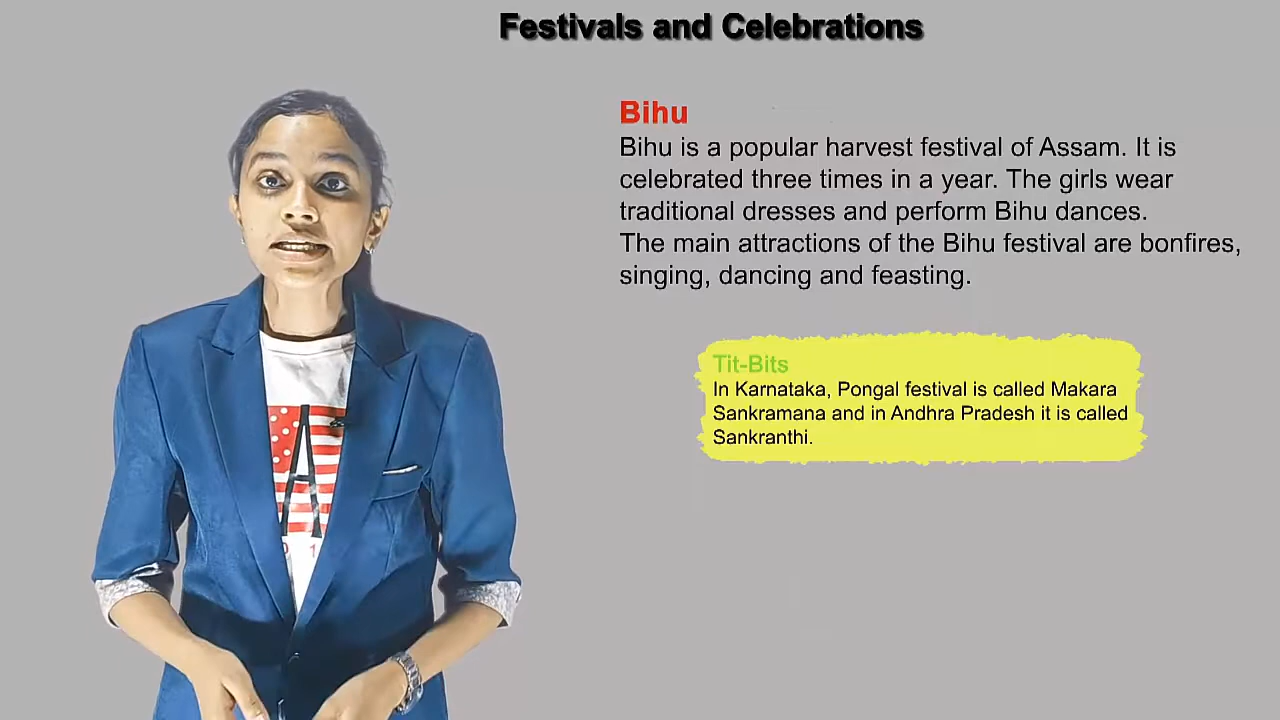 Festivals and Celebrations
Bihu
Bihu is a popular harvest festival of Assam. It is
celebrated three times in a year. The girls wear
traditional dresses and perform Bihu dances.
The main attractions of the Bihu festival are bonfires,
singing, dancing and feasting.
Tit-Bits
In Karnataka, Pongal festival is called Makara
Sankramana and in Andhra Pradesh it is called
Sankranthi.
A